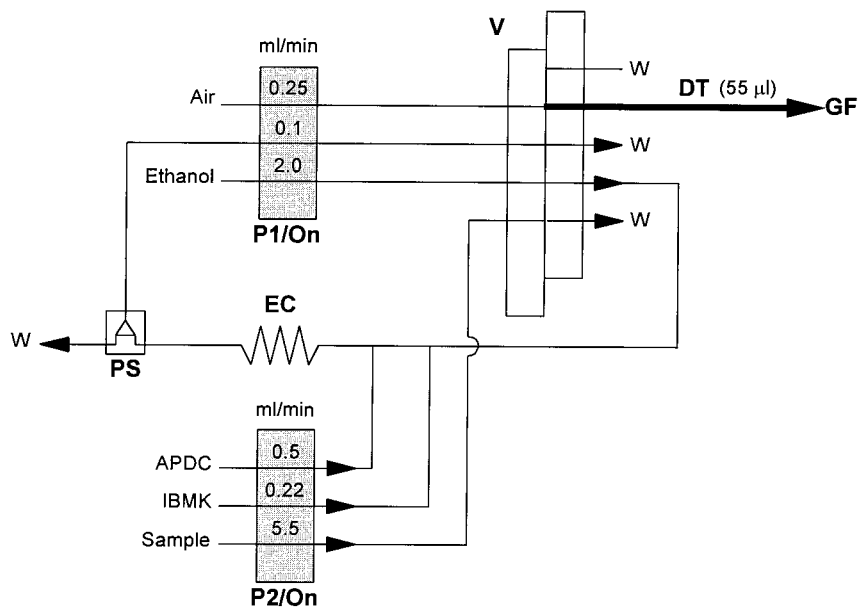 V
ml/min
W
Air
0.25
DT (55 µl)
GF
0.1
W
Ethanol
2.0
W
P1/On
EC
W
PS
ml/min
APDC
0.5
IBMK
0.22
Sample
5.5
P2/On